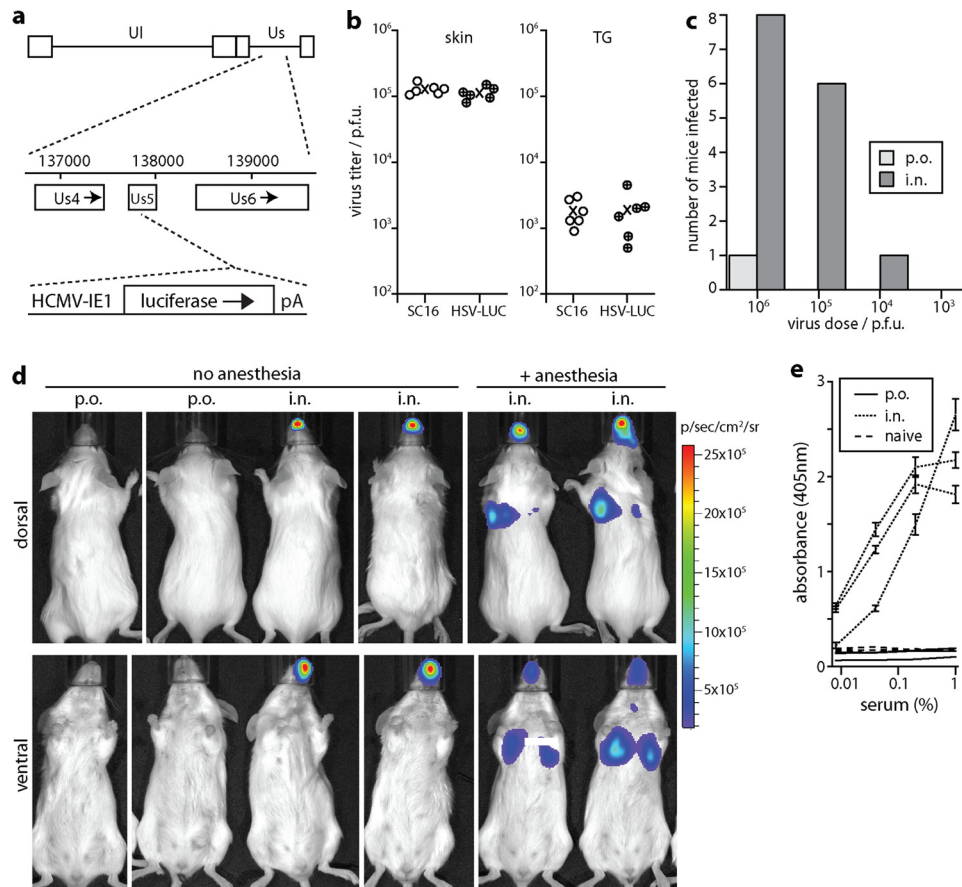 a
Ul
Us
137000
138000
139000
Us4
Us5
Us6
HCMV-IE1
luciferase
pA
b
skin
TG
virus titer / p.f.u.
10⁶
10⁵
10⁴
10³
10²
10⁶
10⁵
10⁴
10³
10²
SC16
HSV-LUC
SC16
HSV-LUC
c
number of mice infected
8
7
6
5
4
3
2
1
0
p.o.
i.n.
10⁶
10⁵
10⁴
10³
virus dose / p.f.u.
d
no anesthesia
+ anesthesia
p.o.
p.o.
i.n.
i.n.
i.n.
i.n.
dorsal
ventral
p/sec/cm²/sr
25x10⁵
20x10⁵
15x10⁵
10x10⁵
5x10⁵
e
absorbance (405nm)
3
2
1
0
p.o.
i.n.
naive
0.01
0.1
1
serum (%)